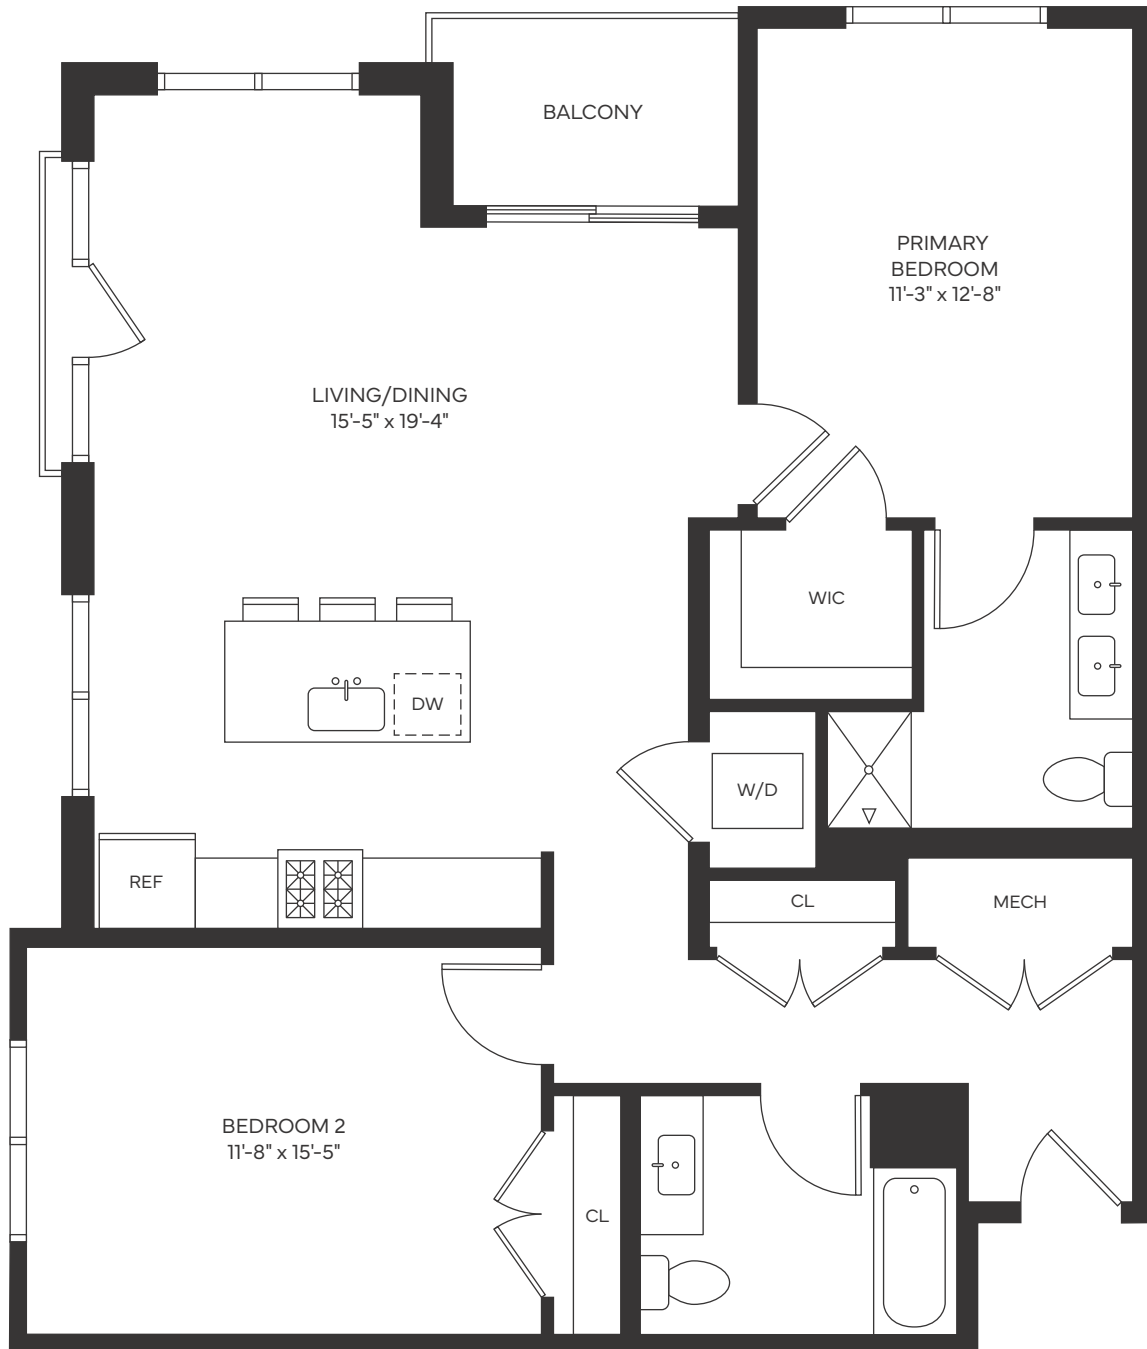 BALCONY
PRIMARY
BEDROOM
11'-3" x 12'-8"
LIVING/DINING
15'-5" x 19'-4"
WIC
DW
W/D
REF
CL
MECH
BEDROOM 2
11'-8" x 15'-5"
CL